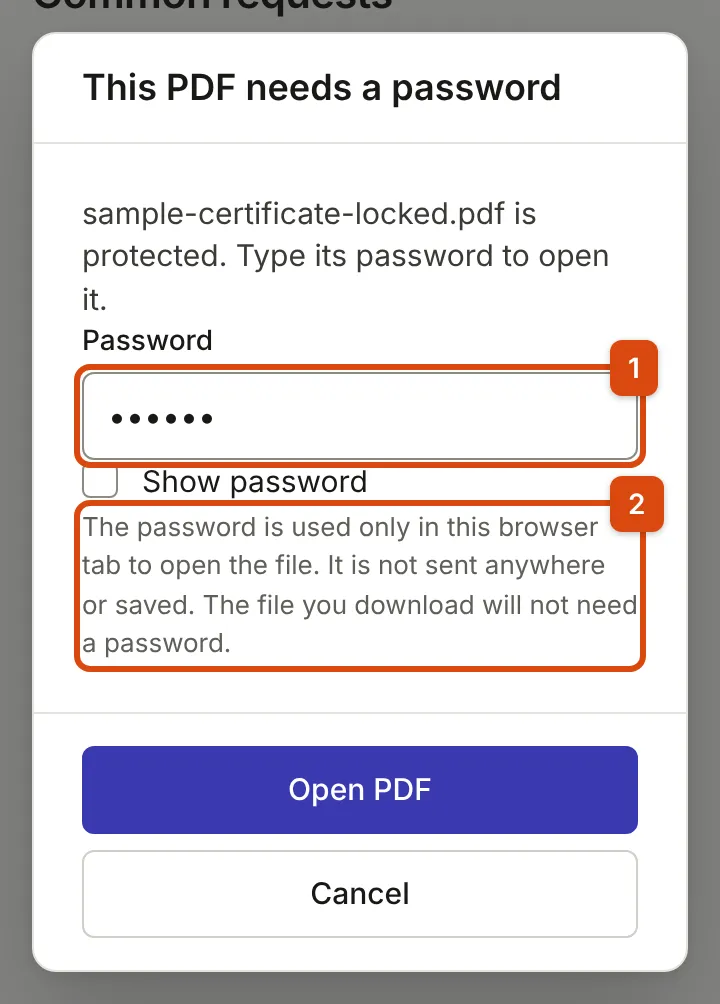 Common requests
This PDF needs a password
sample-certificate-locked.pdf is
protected. Type its password to open
it.
Password
1
••••••
Show password
2
The password is used only in this browser
tab to open the file. It is not sent anywhere
or saved. The file you download will not need
a password.
Open PDF
Cancel